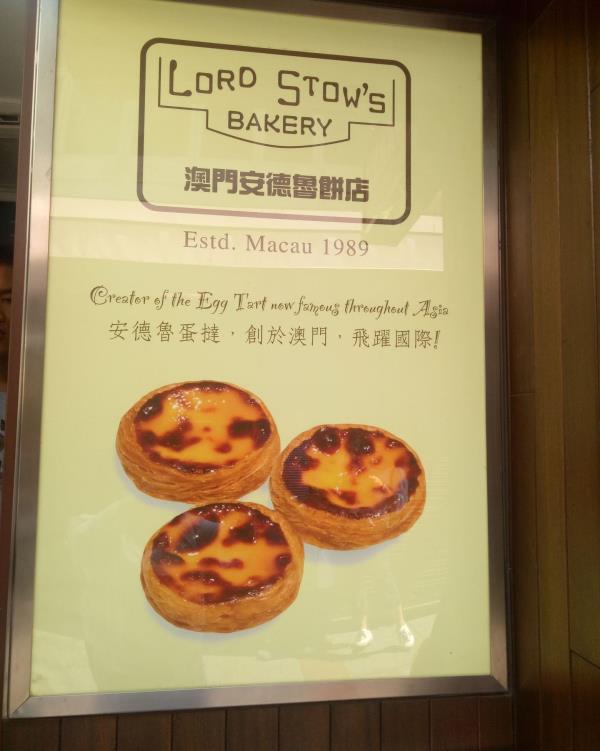 LORD STOW'S
BAKERY
澳門安德魯餅店
Estd. Macau 1989
Creator of the Egg Tart now famous throughout Asia
安德魯蛋撻，創於澳門，飛躍國際!